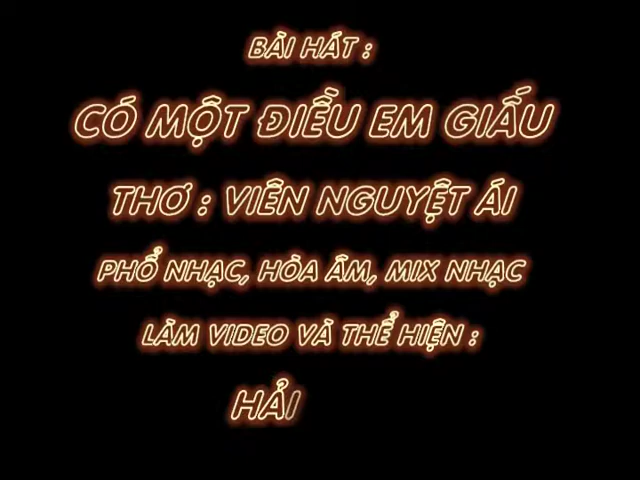 BÀI HÁT :
CÓ MỘT ĐIỀU EM GIẤU
THƠ : VIÊN NGUYỆT ÁI
PHỔ NHẠC, HÒA ÂM, MIX NHẠC
LÀM VIDEO VÀ THỂ HIỆN :
HẢI